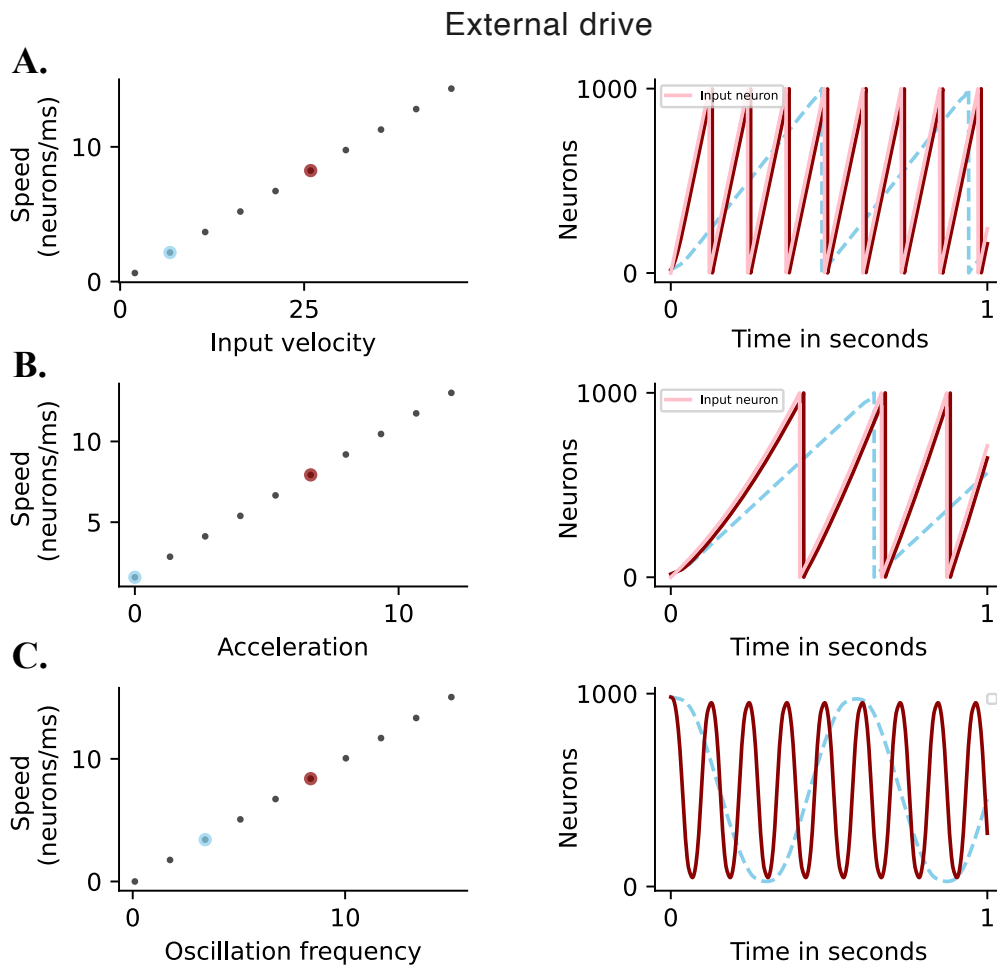 External drive
A.
Speed
(neurons/ms)
10
0
0
25
Input velocity
Neurons
1000
0
Input neuron
0
1
Time in seconds
B.
Speed
(neurons/ms)
10
5
0
10
Acceleration
Neurons
1000
0
Input neuron
0
1
Time in seconds
C.
Speed
(neurons/ms)
10
0
0
10
Oscillation frequency
Neurons
1000
0
0
1
Time in seconds